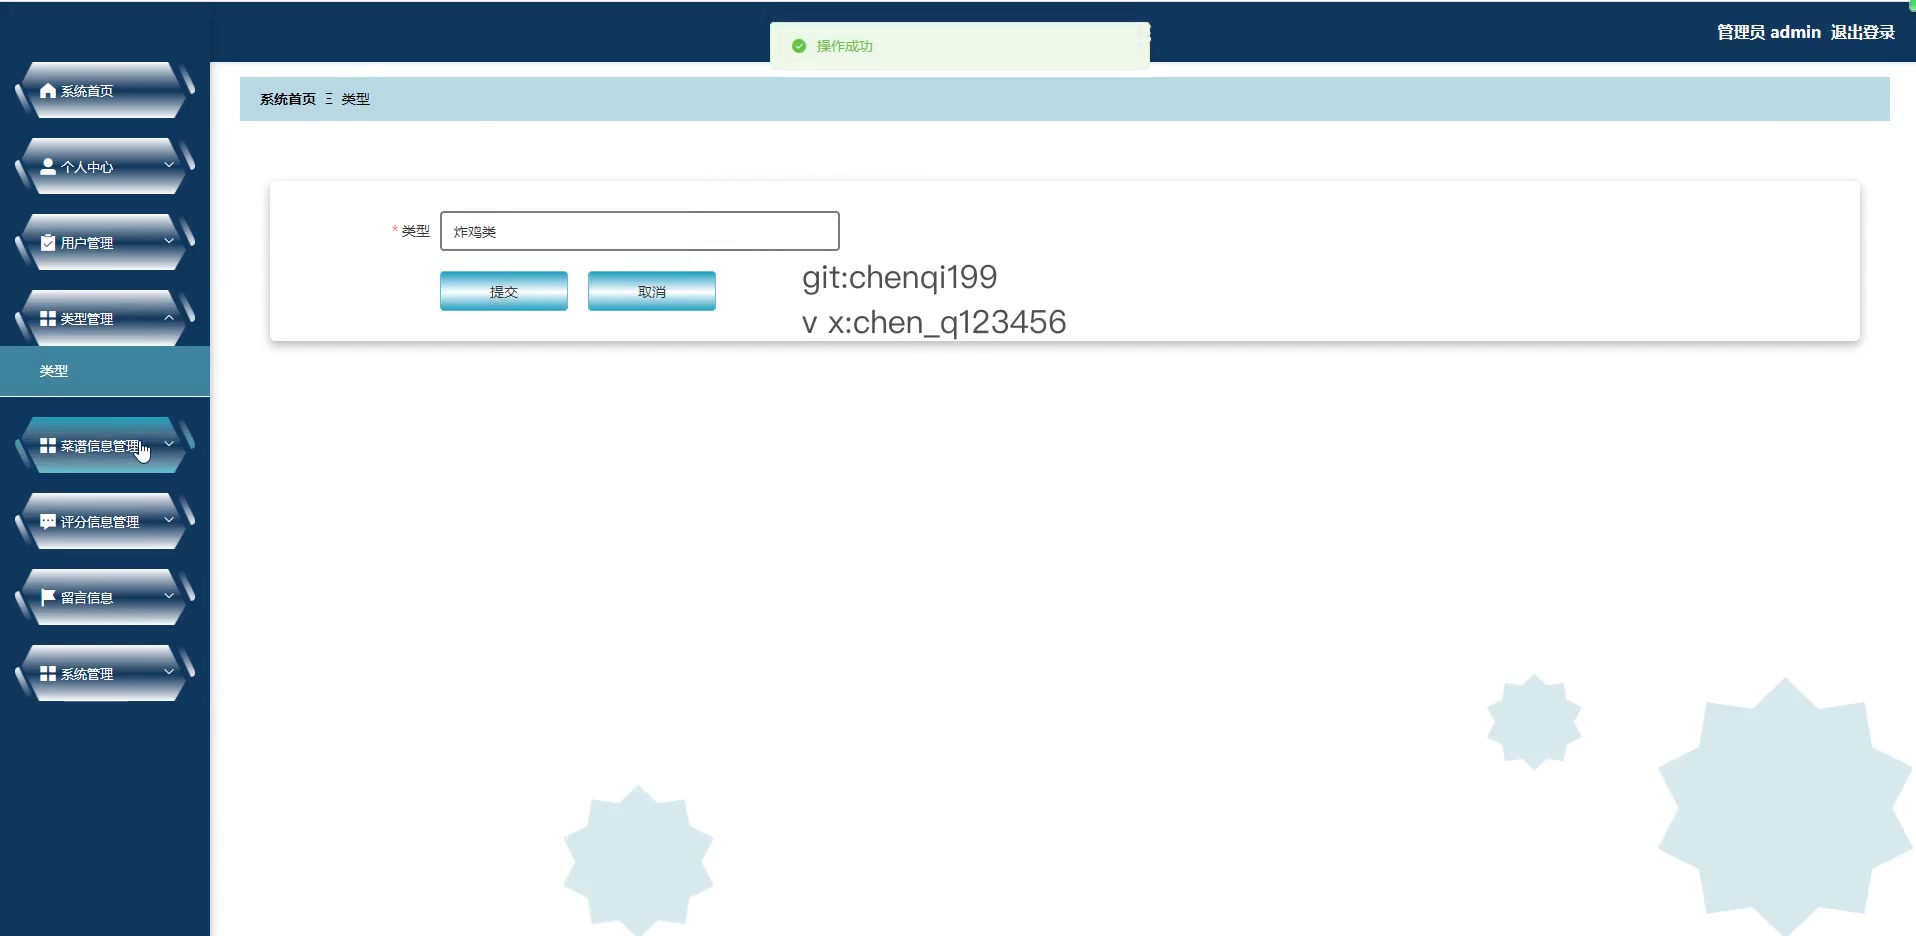 操作成功
管理员 admin 退出登录
系统首页
个人中心
用户管理
类型管理
类型
菜谱信息管理
评分信息管理
留言信息
系统管理
系统首页 Ξ 类型
* 类型 炸鸡类
提交 取消
git:chenqi199
v x:chen_q123456